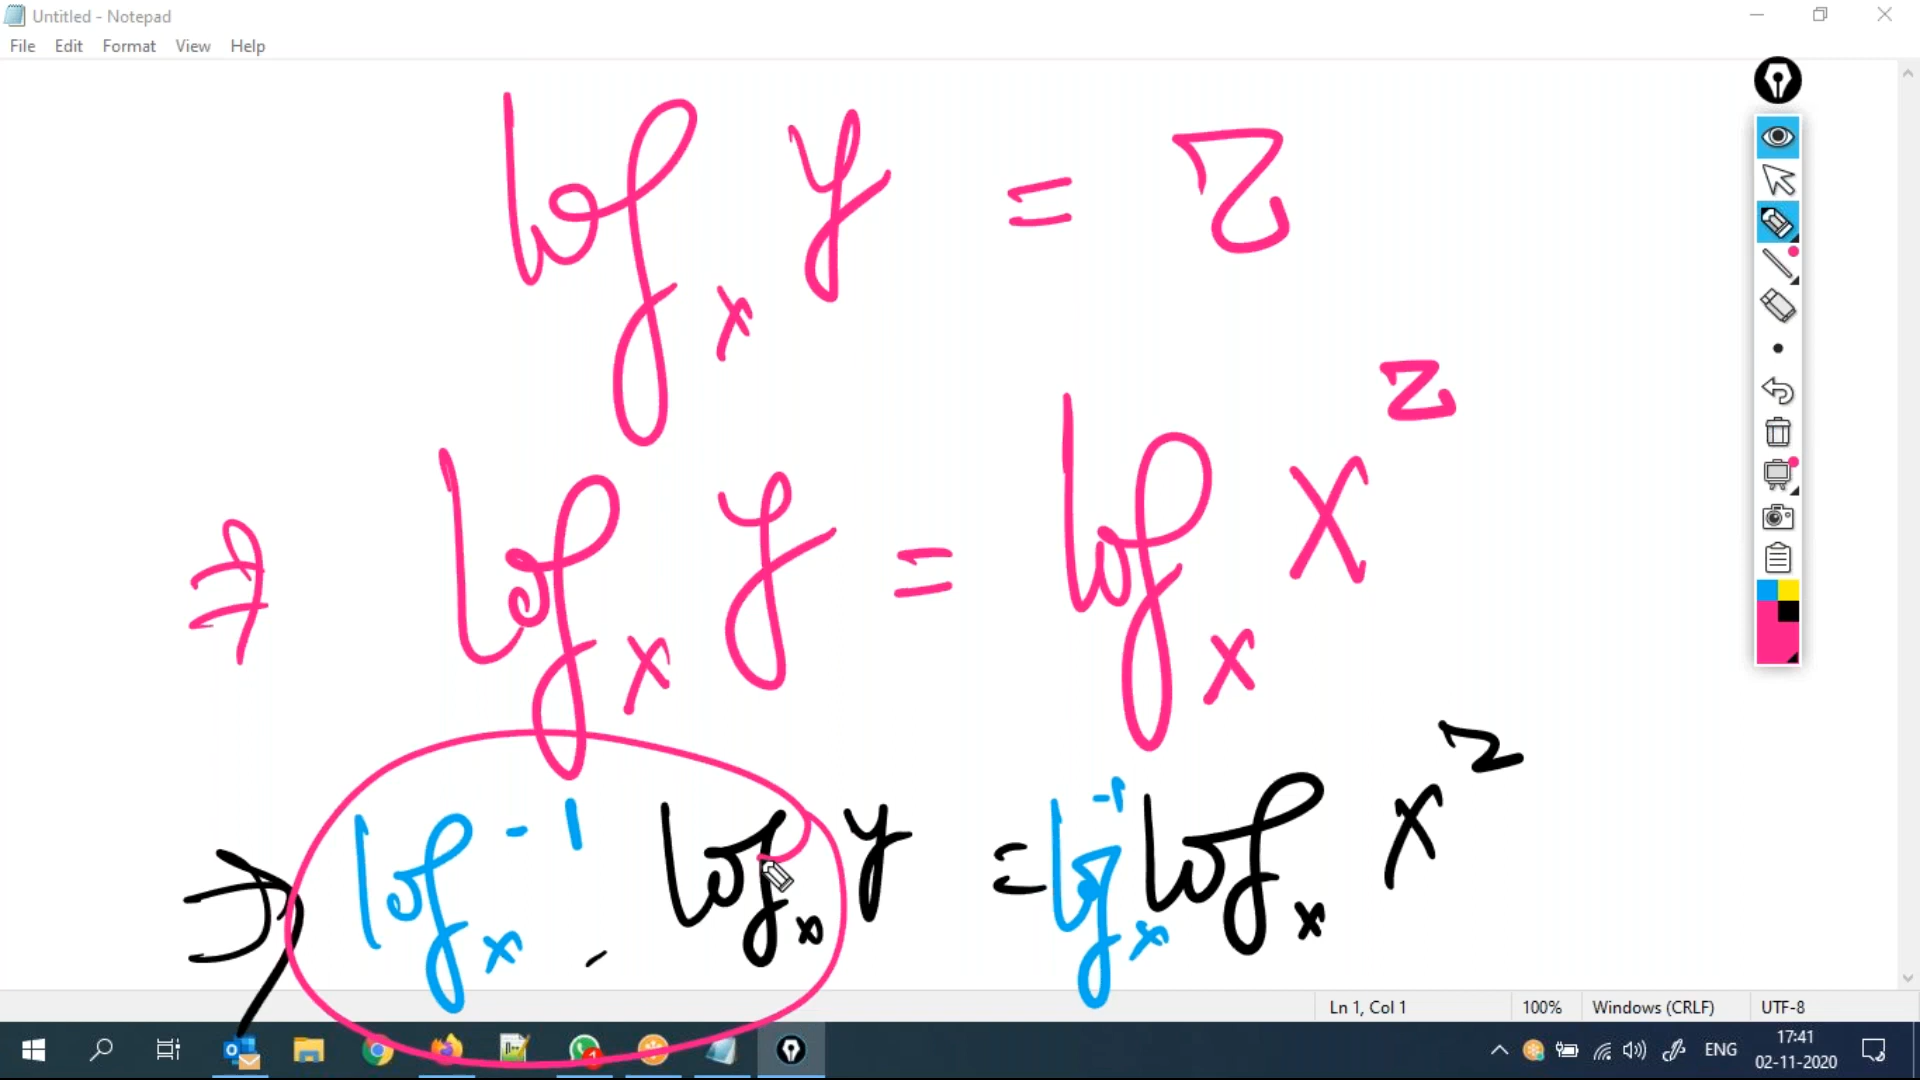 Untitled - Notepad
File Edit Format View Help
log_x y = z
⇒ log_x y = log_x x^z
⇒ log_x^-1 . log_x y = log_x^-1 log_x x^z
Ln 1, Col 1 100% Windows (CRLF) UTF-8
1
ENG
17:41
02-11-2020